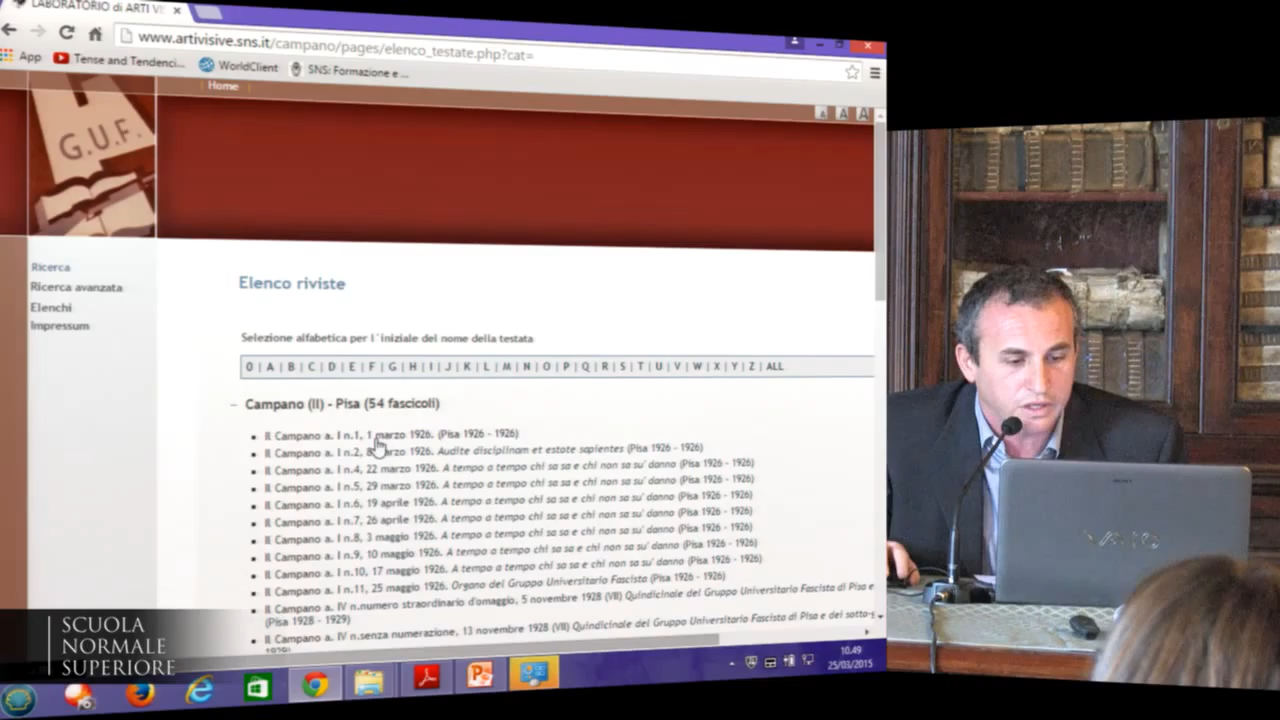 LABORATORIO di ARTI VI
www.artivisive.sns.it/campano/pages/elenco_testate.php?cat=
App
Tense and Tendenci...
WorldClient
SNS: Formazione e ...
Home
A A A
G.U.F.
Ricerca
Ricerca avanzata
Elenchi
Impressum
Elenco riviste
Selezione alfabetica per l'iniziale del nome della testata
0 | A | B | C | D | E | F | G | H | I | J | K | L | M | N | O | P | Q | R | S | T | U | V | W | X | Y | Z | ALL
Campano (Il) - Pisa (54 fascicoli)
Il Campano a. I n.1, 1 marzo 1926. (Pisa 1926 - 1926)
Il Campano a. I n.2, 8 marzo 1926. Audite disciplinam et estote sapientes (Pisa 1926 - 1926)
Il Campano a. I n.4, 22 marzo 1926. A tempo a tempo chi sa sa e chi non sa su' danno (Pisa 1926 - 1926)
Il Campano a. I n.5, 29 marzo 1926. A tempo a tempo chi sa sa e chi non sa su' danno (Pisa 1926 - 1926)
Il Campano a. I n.6, 19 aprile 1926. A tempo a tempo chi sa sa e chi non sa su' danno (Pisa 1926 - 1926)
Il Campano a. I n.7, 26 aprile 1926. A tempo a tempo chi sa sa e chi non sa su' danno (Pisa 1926 - 1926)
Il Campano a. I n.8, 3 maggio 1926. A tempo a tempo chi sa sa e chi non sa su' danno (Pisa 1926 - 1926)
Il Campano a. I n.9, 10 maggio 1926. A tempo a tempo chi sa sa e chi non sa su' danno (Pisa 1926 - 1926)
Il Campano a. I n.10, 17 maggio 1926. A tempo a tempo chi sa sa e chi non sa su' danno (Pisa 1926 - 1926)
Il Campano a. I n.11, 25 maggio 1926. Organo del Gruppo Universitario Fascista (Pisa 1926 - 1926)
Il Campano a. IV n.numero straordinario d'omaggio, 5 novembre 1928 (VII) Quindicinale del Gruppo Universitario Fascista di Pisa e
(Pisa 1928 - 1929)
Il Campano a. IV n.senza numerazione, 13 novembre 1928 (VII) Quindicinale del Gruppo Universitario Fascista di Pisa e dei sotto-
10.49
25/03/2015
SCUOLA
NORMALE
SUPERIORE
SONY
VAIO